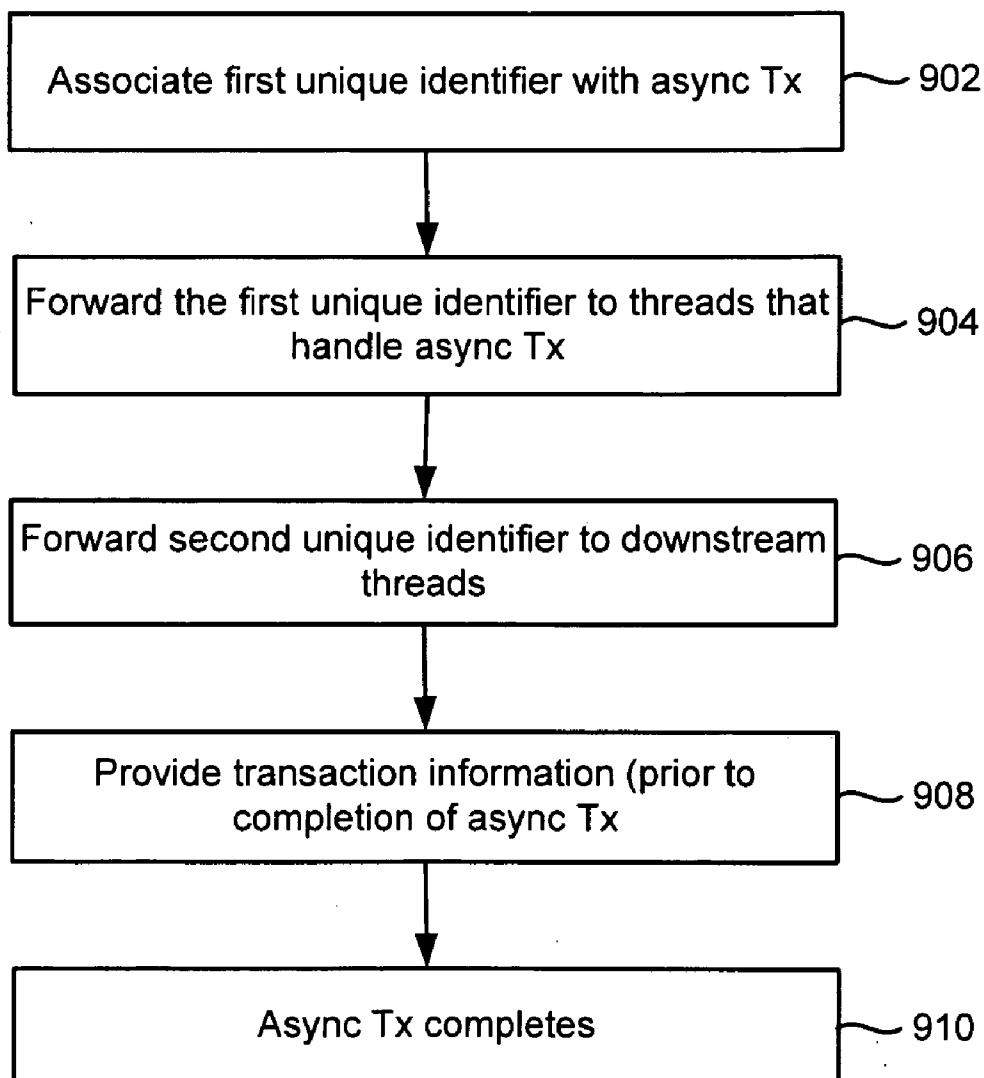 Associate first unique identifier with async Tx
902
Forward the first unique identifier to threads that
handle async Tx
904
Forward second unique identifier to downstream
threads
906
Provide transaction information (prior to
completion of async Tx
908
Async Tx completes
910